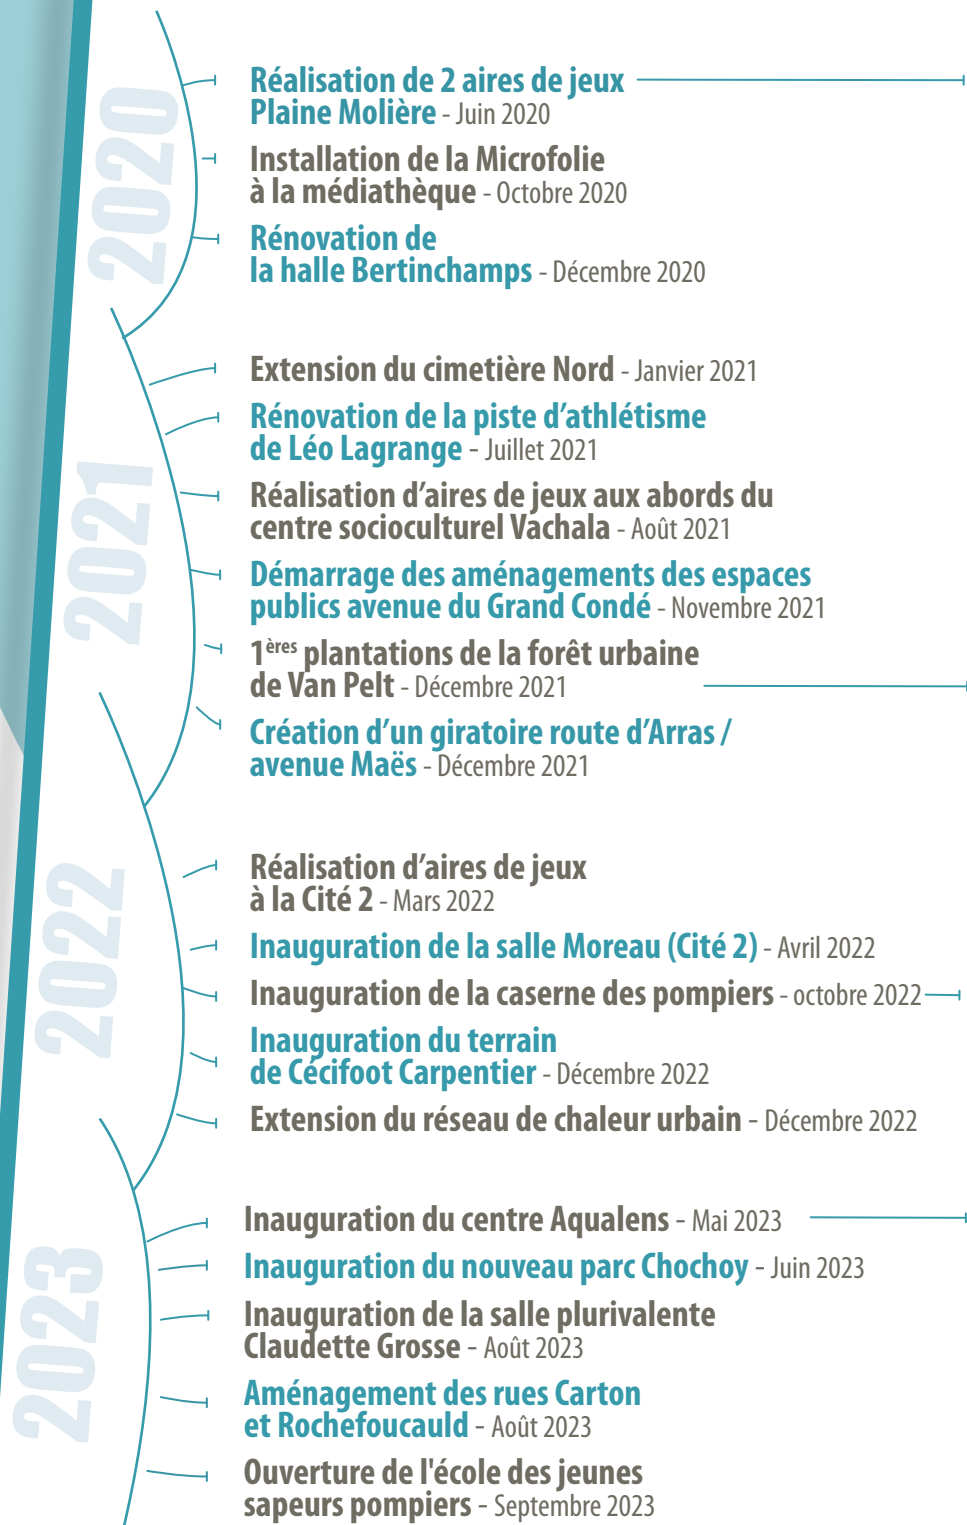 2020
Réalisation de 2 aires de jeux
Plaine Molière - Juin 2020
Installation de la Microfolie
à la médiathèque - Octobre 2020
Rénovation de
la halle Bertinchamps - Décembre 2020
2021
Extension du cimetière Nord - Janvier 2021
Rénovation de la piste d’athlétisme
de Léo Lagrange - Juillet 2021
Réalisation d’aires de jeux aux abords du
centre socioculturel Vachala - Août 2021
Démarrage des aménagements des espaces
publics avenue du Grand Condé - Novembre 2021
1ères plantations de la forêt urbaine
de Van Pelt - Décembre 2021
Création d’un giratoire route d’Arras /
avenue Maës - Décembre 2021
2022
Réalisation d’aires de jeux
à la Cité 2 - Mars 2022
Inauguration de la salle Moreau (Cité 2) - Avril 2022
Inauguration de la caserne des pompiers - octobre 2022
Inauguration du terrain
de Cécifoot Carpentier - Décembre 2022
Extension du réseau de chaleur urbain - Décembre 2022
2023
Inauguration du centre Aqualens - Mai 2023
Inauguration du nouveau parc Chochoy - Juin 2023
Inauguration de la salle plurivalente
Claudette Grosse - Août 2023
Aménagement des rues Carton
et Rochefoucauld - Août 2023
Ouverture de l'école des jeunes
sapeurs pompiers - Septembre 2023